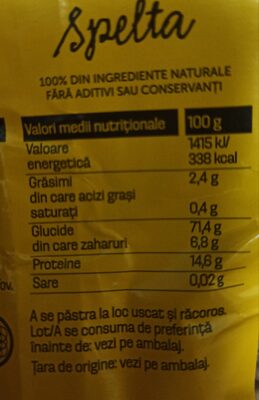 Spelta
100% DIN INGREDIENTE NATURALE
FĂRĂ ADITIVI SAU CONSERVANȚI
Valori medii nutriționale 100 g
Valoare 1415 kJ/
energetică 338 kcal
Grăsimi 2,4 g
din care acizi grași
saturați 0,4 g
Glucide 71,4 g
din care zaharuri 6,8 g
Proteine 14,6 g
Sare 0,02 g
A se păstra la loc uscat și răcoros.
Lot/A se consuma de preferință
înainte de: vezi pe ambalaj.
Țara de origine: vezi pe ambalaj.